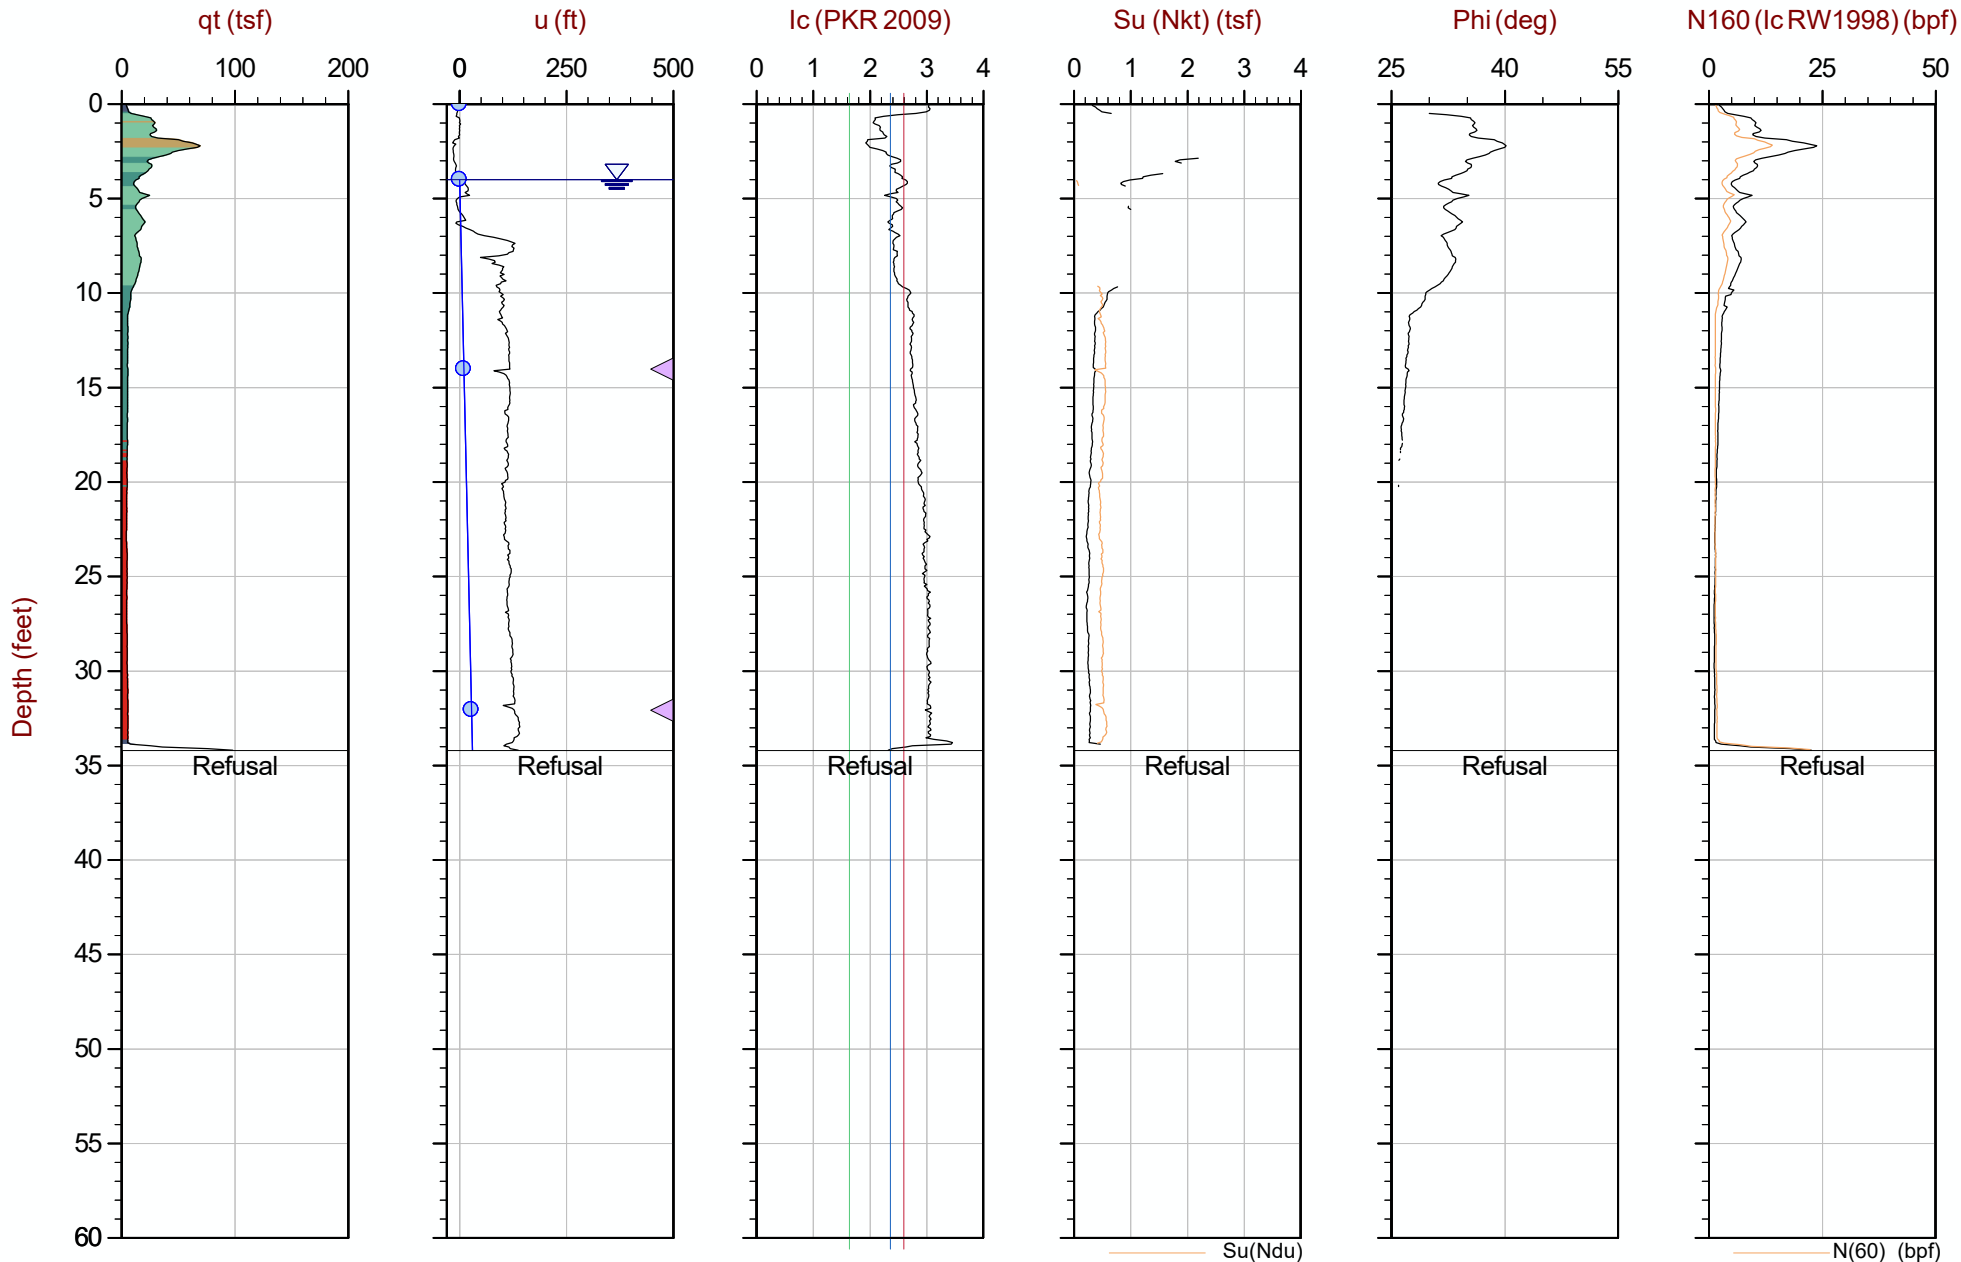 qt (tsf) u (ft) Ic (PKR 2009) Su (Nkt) (tsf) Phi (deg) N160 (Ic RW1998) (bpf)
0 100 200 0 250 500 0 1 2 3 4 0 1 2 3 4 25 40 55 0 25 50
0
5
10
15
20
25
30
Refusal Refusal Refusal Refusal Refusal Refusal
35
40
45
50
55
60
Depth (feet)
Su(Ndu) N(60) (bpf)